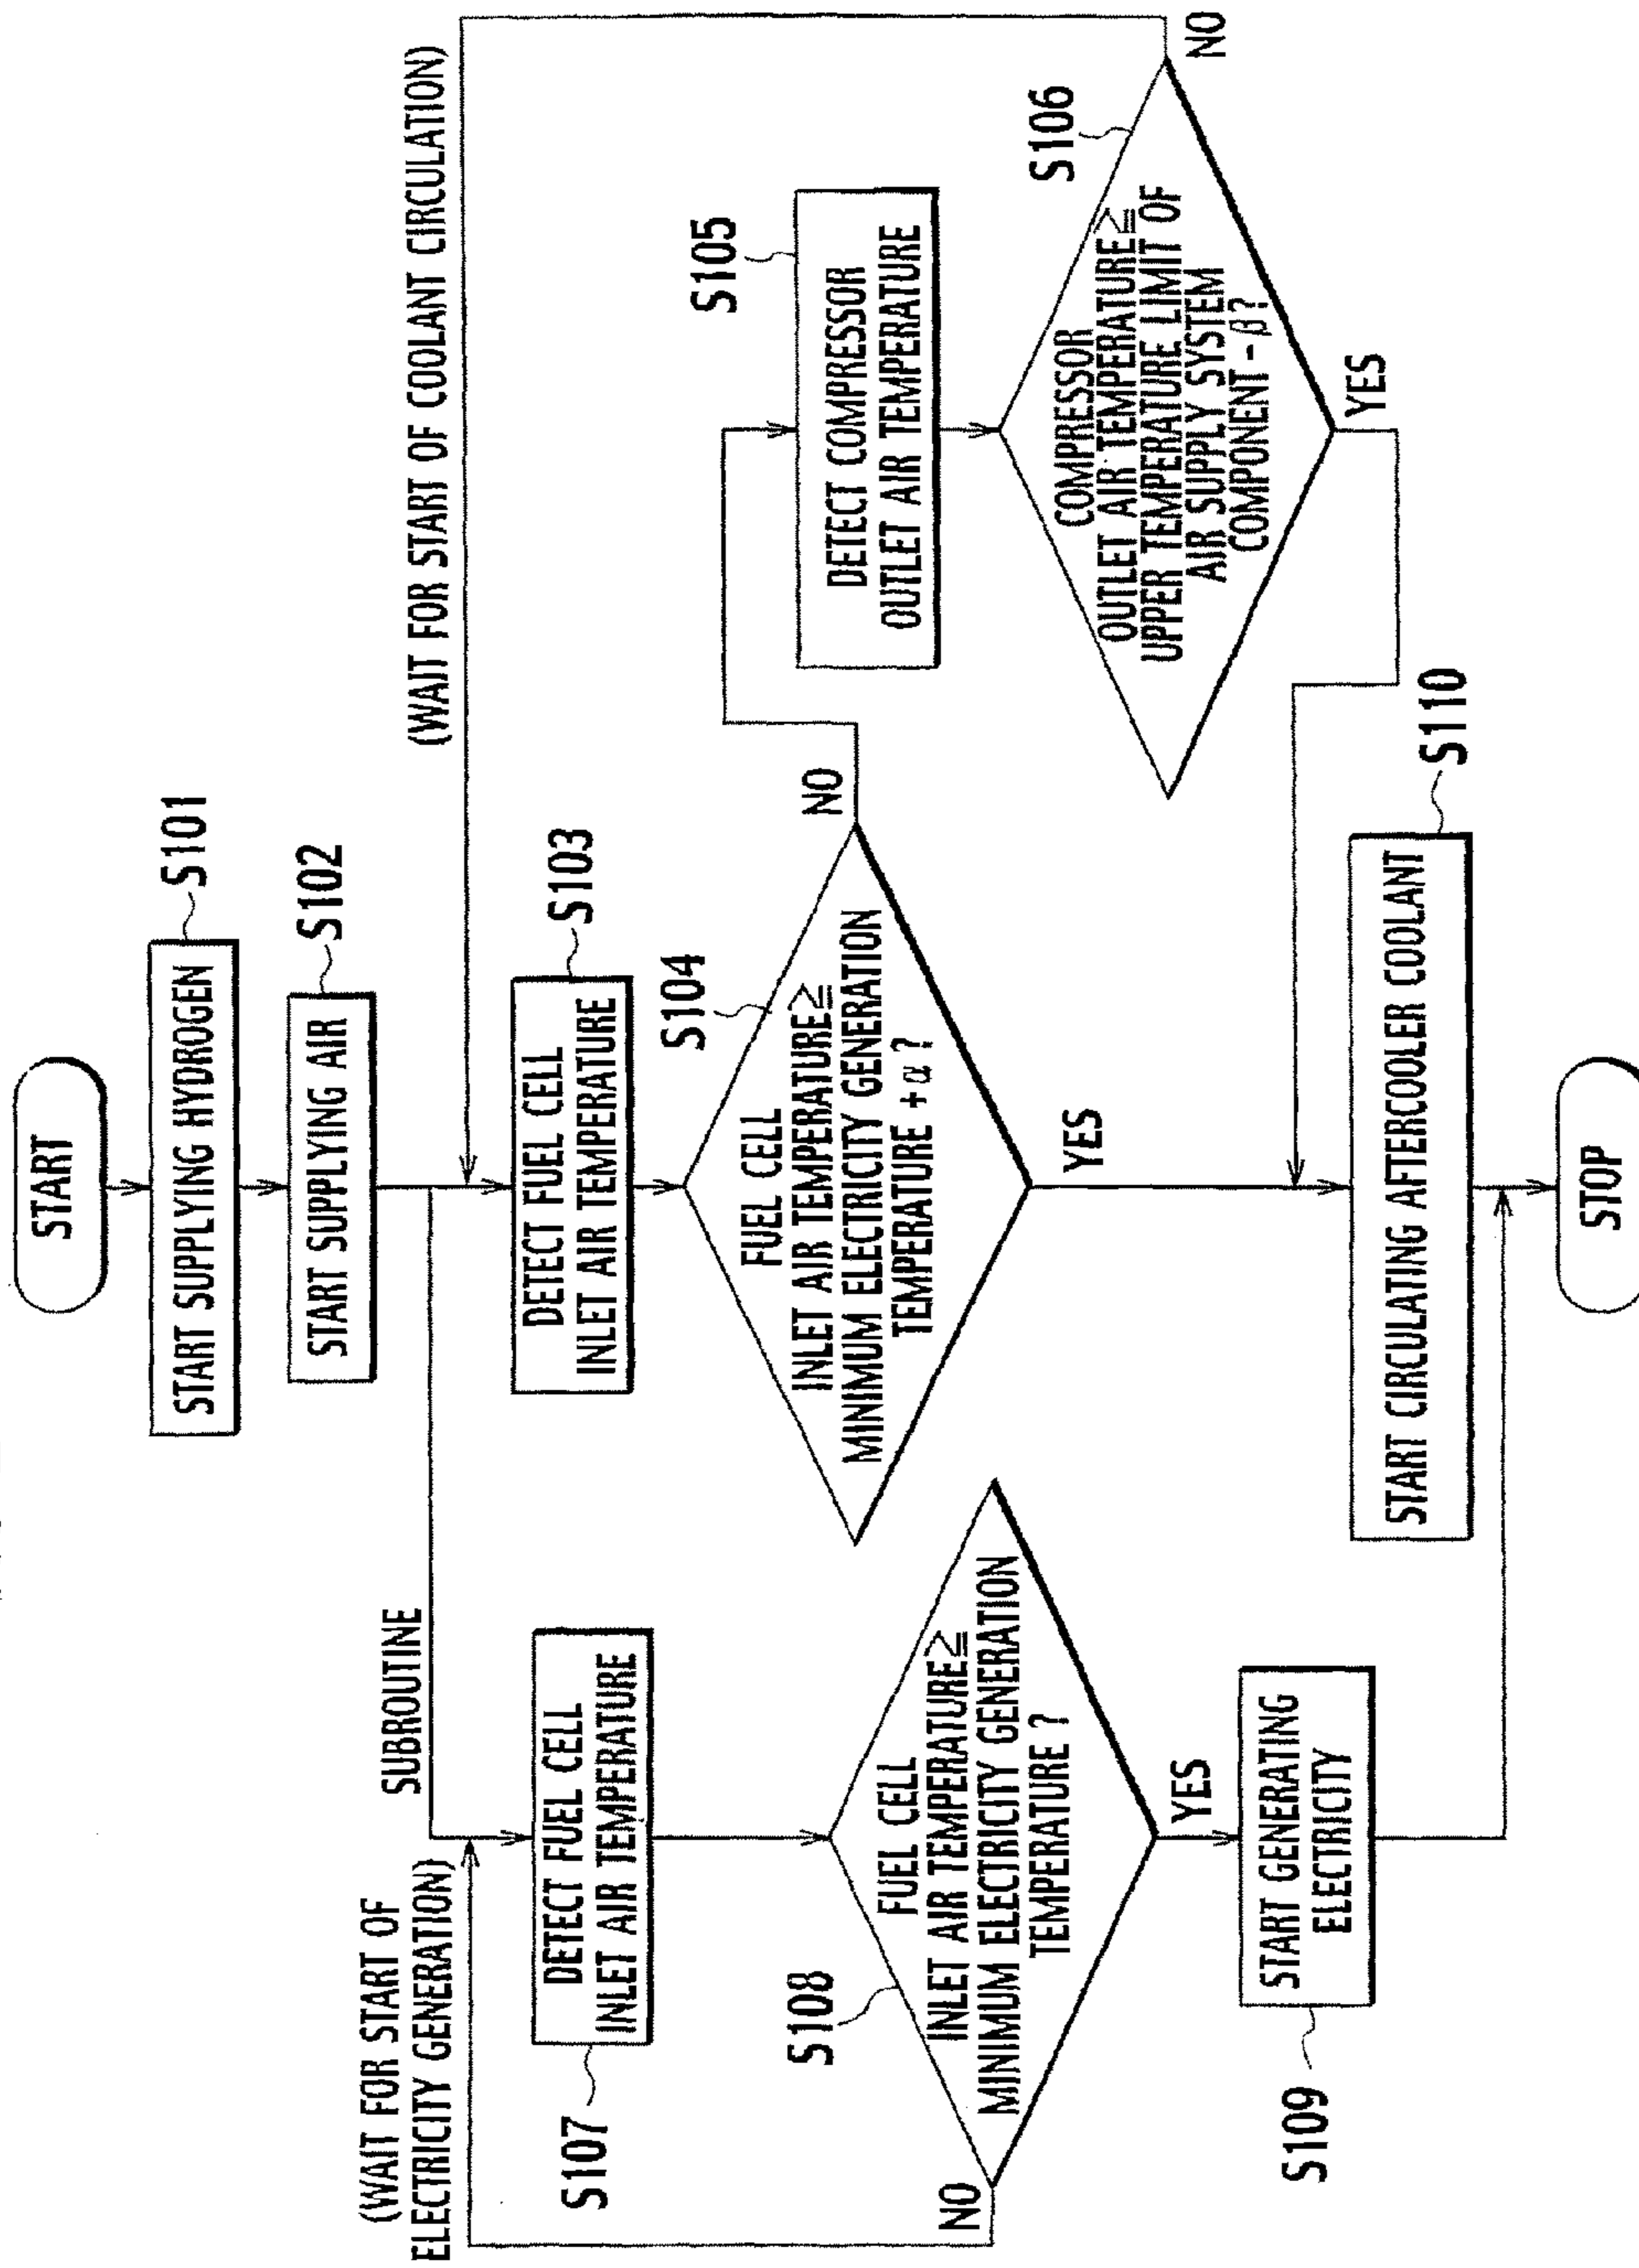 START
START SUPPLYING HYDROGEN
S101
START SUPPLYING AIR
S102
SUBROUTINE
(WAIT FOR START OF
ELECTRICITY GENERATION)
(WAIT FOR START OF COOLANT CIRCULATION)
DETECT FUEL CELL
INLET AIR TEMPERATURE
S107
DETECT FUEL CELL
INLET AIR TEMPERATURE
S103
S108
FUEL CELL
INLET AIR TEMPERATURE≧
MINIMUM ELECTRICITY GENERATION
TEMPERATURE ?
NO
YES
S104
FUEL CELL
INLET AIR TEMPERATURE≧
MINIMUM ELECTRICITY GENERATION
TEMPERATURE +α ?
NO
YES
S105
DETECT COMPRESSOR
OUTLET AIR TEMPERATURE
S106
COMPRESSOR
OUTLET AIR TEMPERATURE≧
UPPER TEMPERATURE LIMIT OF
AIR SUPPLY SYSTEM
COMPONENT -β?
NO
YES
START GENERATING
ELECTRICITY
S109
START CIRCULATING AFTERCOOLER COOLANT
S110
STOP